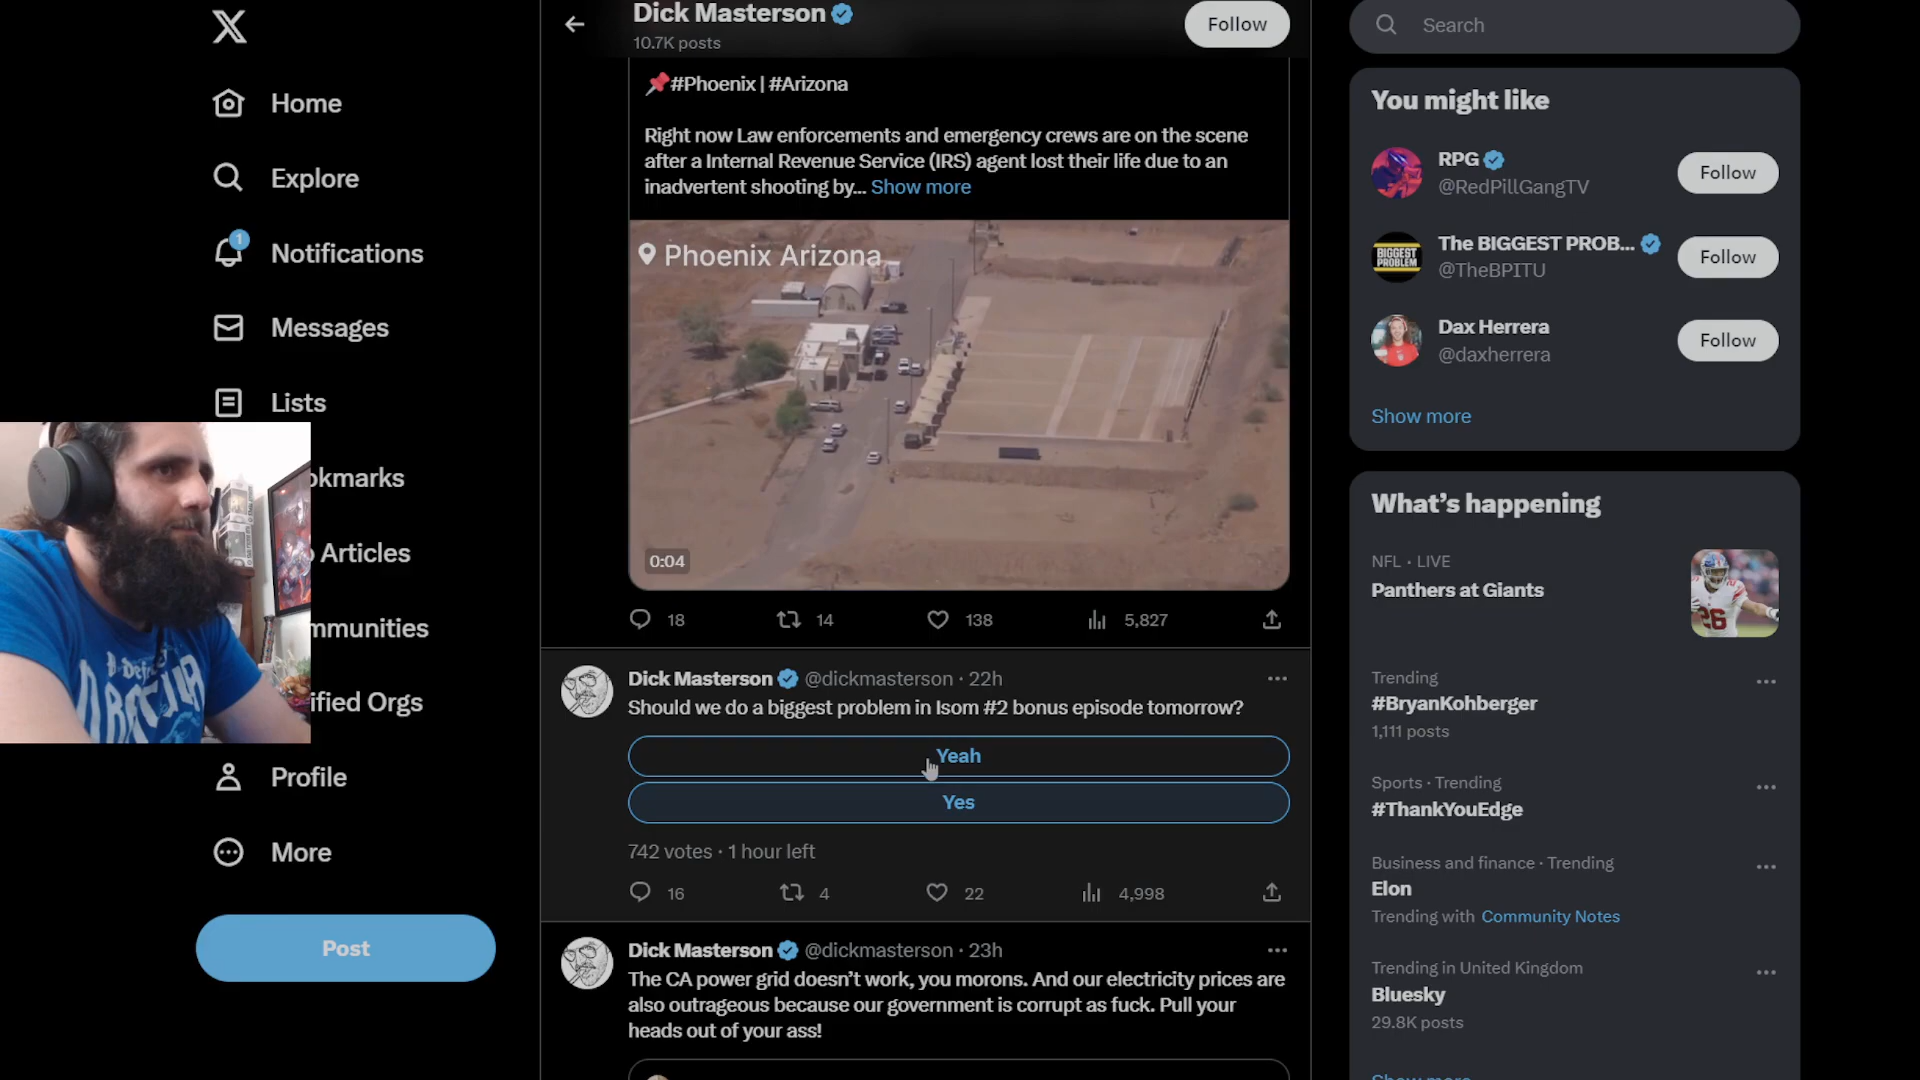 Home
Explore
1
Notifications
Messages
Lists
okmarks
Articles
mmunities
ified Orgs
Profile
More
Post
Dick Masterson
10.7K posts
Follow
📌#Phoenix | #Arizona
Right now Law enforcements and emergency crews are on the scene
after a Internal Revenue Service (IRS) agent lost their life due to an
inadvertent shooting by... Show more
Phoenix Arizona
0:04
18 14 138 5,827
Dick Masterson @dickmasterson · 22h
Should we do a biggest problem in Isom #2 bonus episode tomorrow?
Yeah
Yes
742 votes · 1 hour left
16 4 22 4,998
Dick Masterson @dickmasterson · 23h
The CA power grid doesn't work, you morons. And our electricity prices are
also outrageous because our government is corrupt as fuck. Pull your
heads out of your ass!
Search
You might like
RPG
@RedPillGangTV
Follow
BIGGEST
PROBLEM
The BIGGEST PROB...
@TheBPITU
Follow
Dax Herrera
@daxherrera
Follow
Show more
What's happening
NFL · LIVE
Panthers at Giants
26
Trending
#BryanKohberger
1,111 posts
Sports · Trending
#ThankYouEdge
Business and finance · Trending
Elon
Trending with Community Notes
Trending in United Kingdom
Bluesky
29.8K posts
Show more